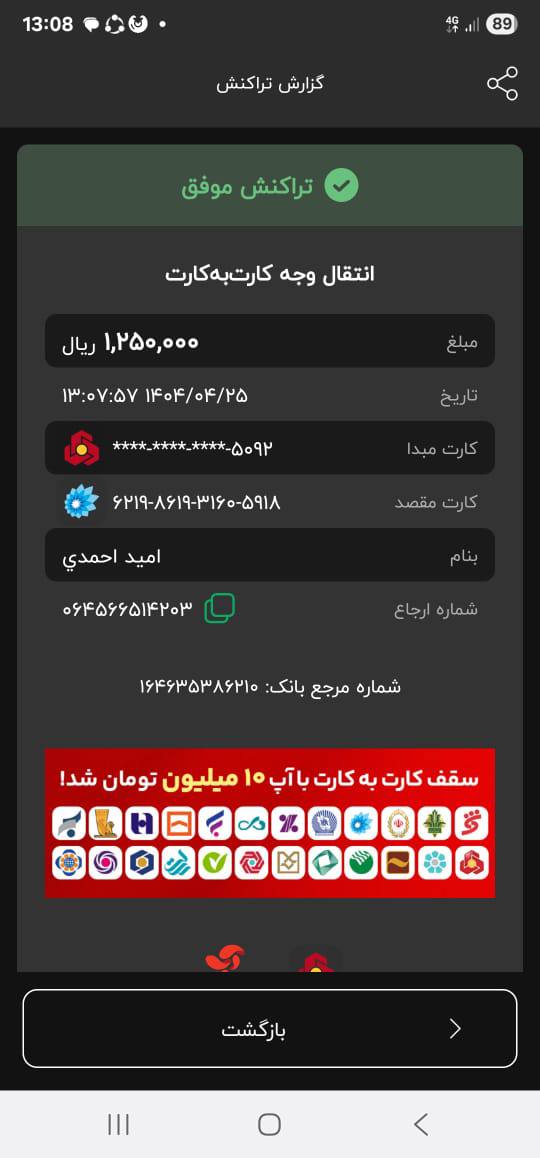 13:08
4G
89
گزارش تراکنش
تراکنش موفق
انتقال وجه کارت‌به‌کارت
مبلغ ۱,۲۵۰,۰۰۰ ریال
تاریخ ۱۴۰۴/۰۴/۲۵ ۱۳:۰۷:۵۷
کارت مبدا ****-****-****-۵۰۹۲
کارت مقصد ۶۲۱۹-۸۶۱۹-۳۱۶۰-۵۹۱۸
بنام امید احمدي
شماره ارجاع ۰۶۴۵۶۶۵۱۴۲۰۳
شماره مرجع بانک: ۱۶۴۶۳۵۳۸۶۲۱۰
سقف کارت به کارت با آپ ۱۰ میلیون تومان شد!
بازگشت